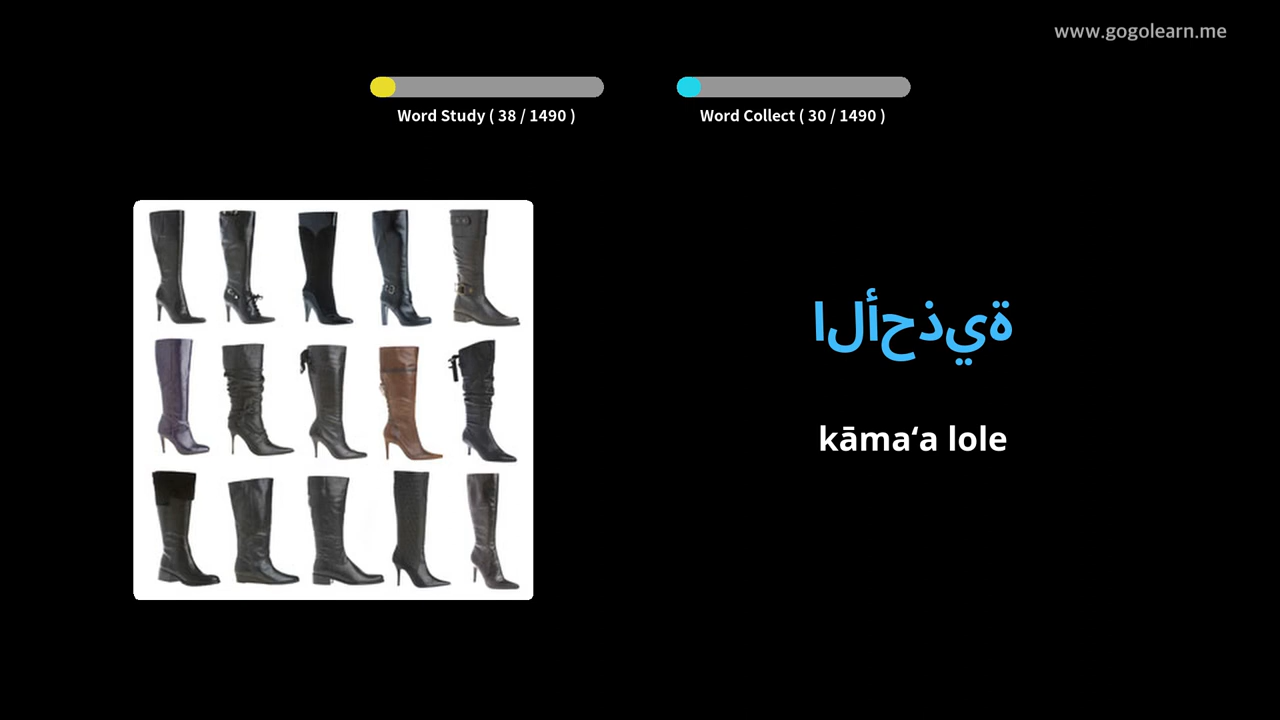 www.gogolearn.me
Word Study ( 38 / 1490 )
Word Collect ( 30 / 1490 )
الأحذية
kāmaʻa lole